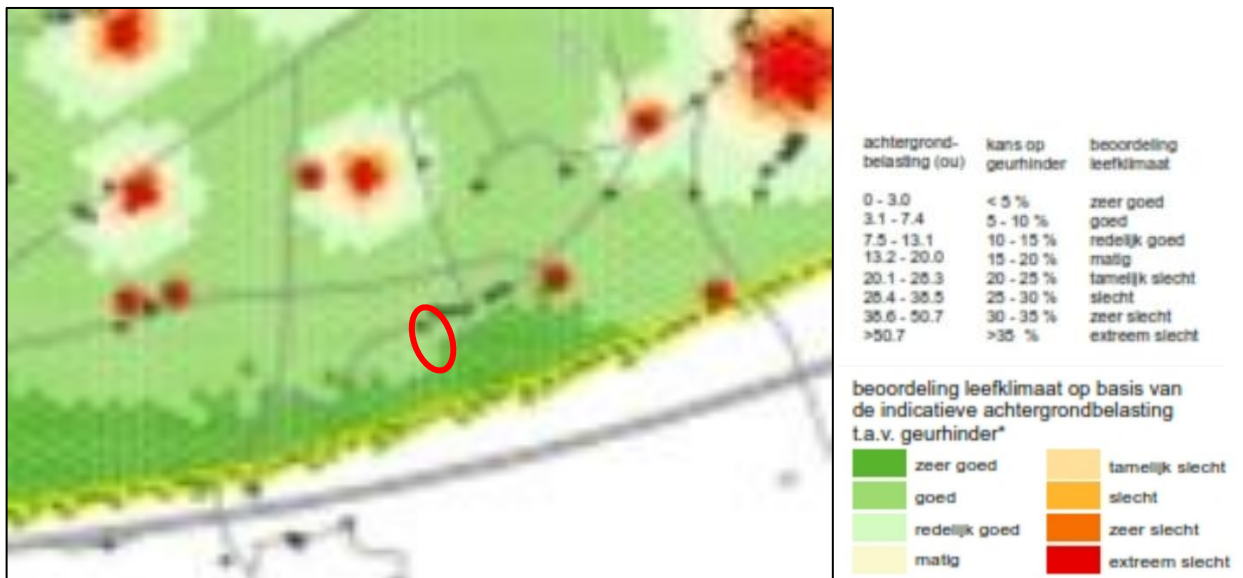 achtergrond- kans op beoordeling
belasting (ou) geurhinder leefklimaat
0 - 3.0 < 5 % zeer goed
3.1 - 7.4 5 - 10 % goed
7.5 - 13.1 10 - 15 % redelijk goed
13.2 - 20.0 15 - 20 % matig
20.1 - 28.3 20 - 25 % tamelijk slecht
28.4 - 38.5 25 - 30 % slecht
38.6 - 50.7 30 - 35 % zeer slecht
>50.7 >35 % extreem slecht
beoordeling leefklimaat op basis van
de indicatieve achtergrondbelasting
t.a.v. geurhinder*
zeer goed tamelijk slecht
goed slecht
redelijk goed zeer slecht
matig extreem slecht